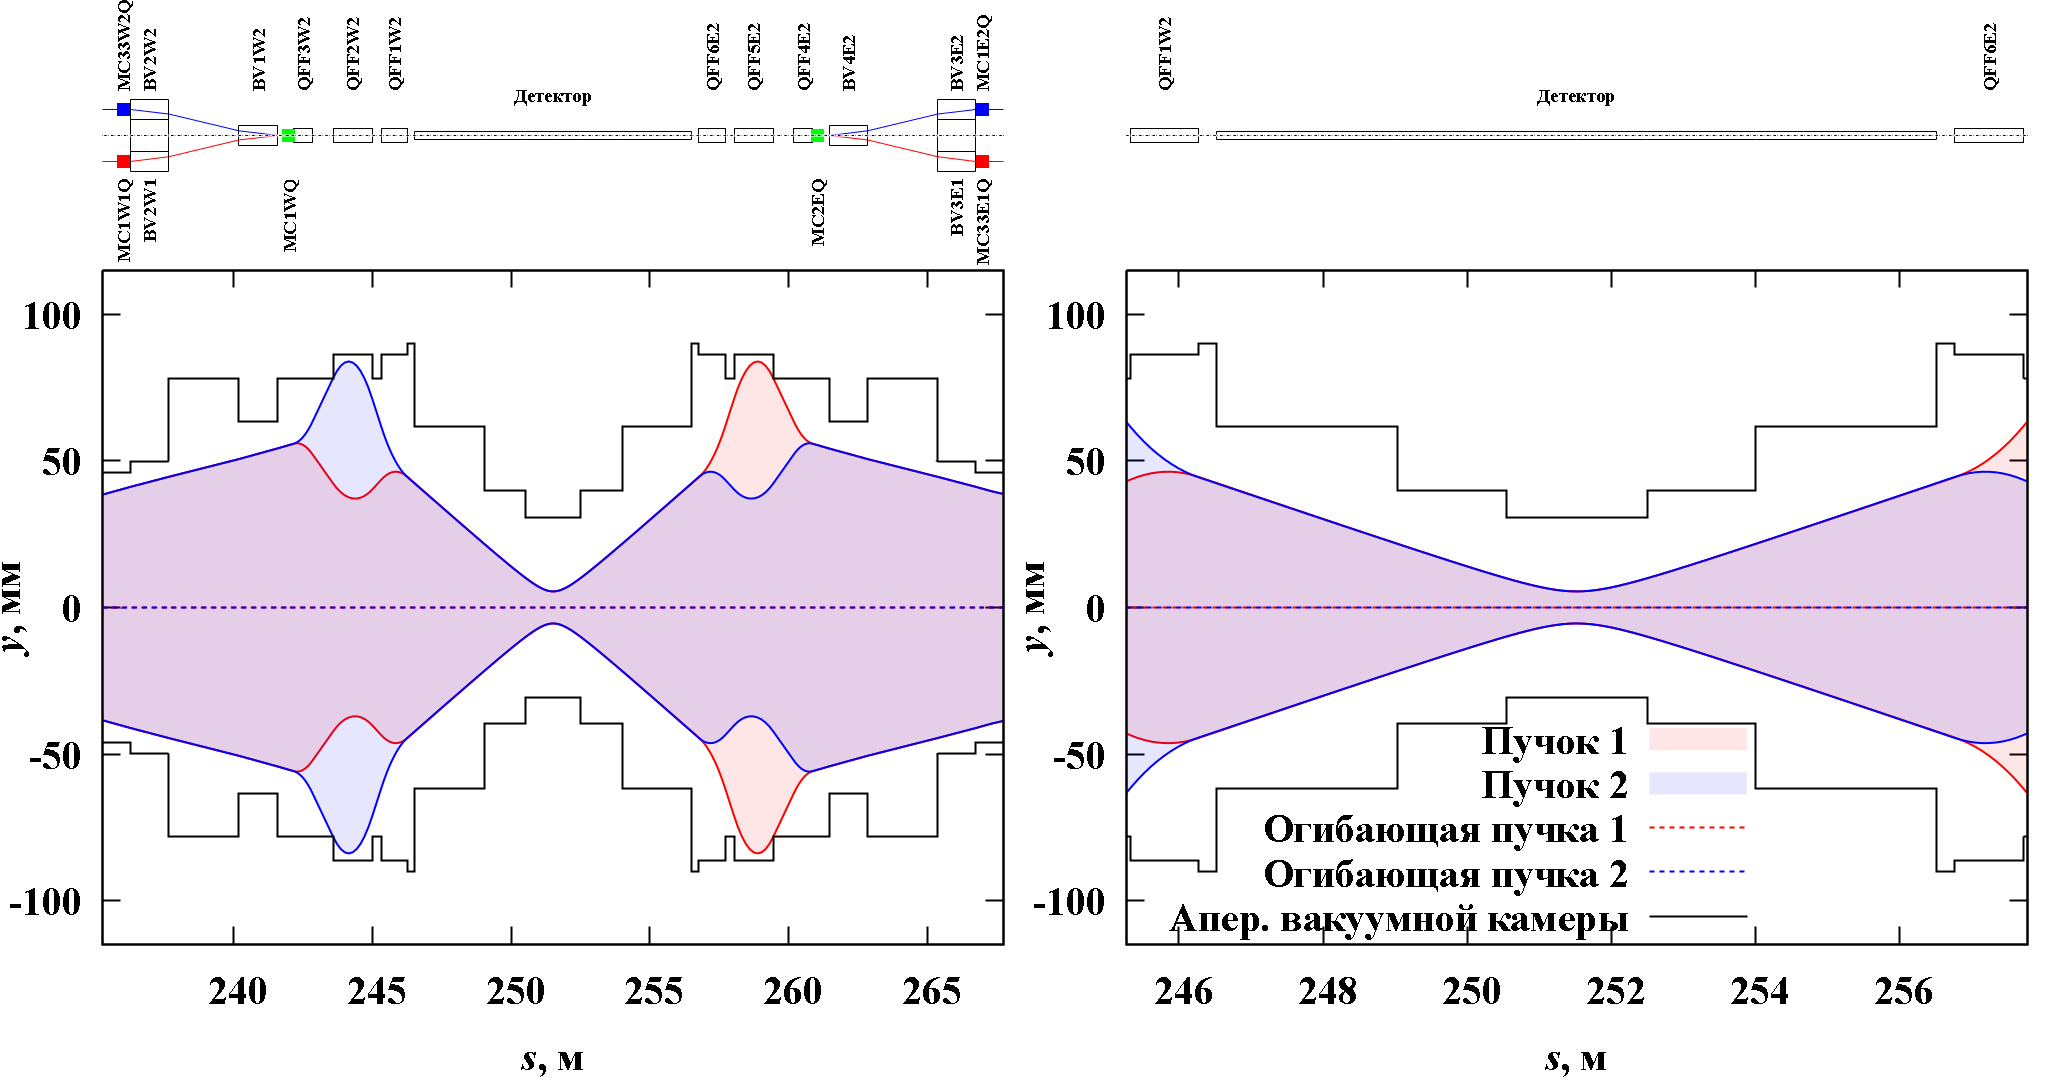 MC33W2Q
BV2W2
BV1W2
QFF3W2
QFF2W2
QFF1W2
QFF6E2
QFF5E2
QFF4E2
BV4E2
BV3E2
MC1E2Q
Детектор
MC1W1Q
BV2W1
MC1WQ
MC2EQ
BV3E1
MC33E1Q
QFF1W2
QFF6E2
Детектор
y, мм
100
50
0
-50
-100
240
245
250
255
260
265
s, м
y, мм
100
50
0
-50
-100
Пучок 1
Пучок 2
Огибающая пучка 1
Огибающая пучка 2
Апер. вакуумной камеры
246
248
250
252
254
256
s, м